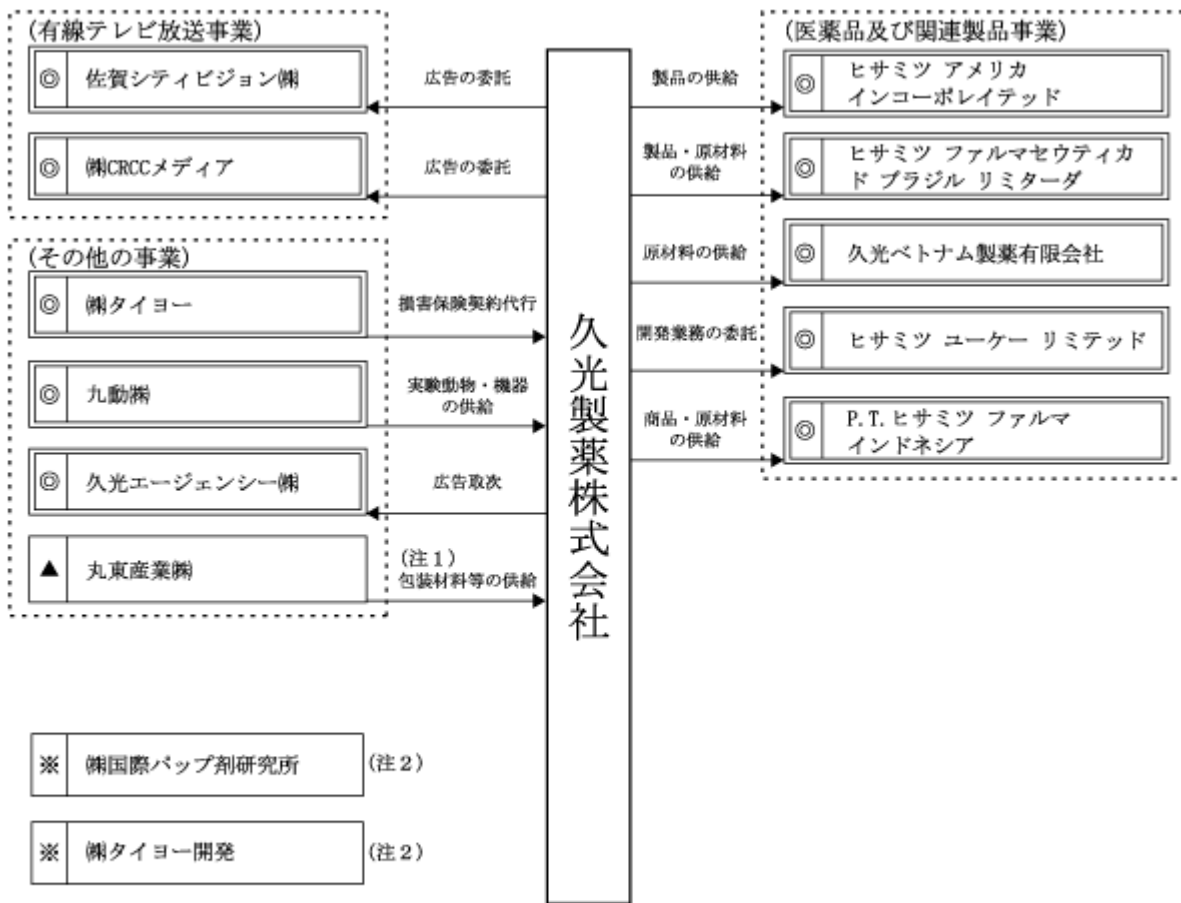 (有線テレビ放送事業)
◎ 佐賀シティビジョン㈱
広告の委託
◎ ㈱CRCCメディア
広告の委託
(その他の事業)
◎ ㈱タイヨー
損害保険契約代行
◎ 九動㈱
実験動物・機器
の供給
◎ 久光エージェンシー㈱
広告取次
▲ 丸東産業㈱
(注1)
包装材料等の供給
※ ㈱国際パップ剤研究所
(注2)
※ ㈱タイヨー開発
(注2)
久光製薬株式会社
(医薬品及び関連製品事業)
製品の供給
◎ ヒサミツ アメリカ
インコーポレイテッド
製品・原材料
の供給
◎ ヒサミツ ファルマセウティカ
ド ブラジル リミターダ
原材料の供給
◎ 久光ベトナム製薬有限会社
開発業務の委託
◎ ヒサミツ ユーケー リミテッド
商品・原材料
の供給
◎ P.T.ヒサミツ ファルマ
インドネシア